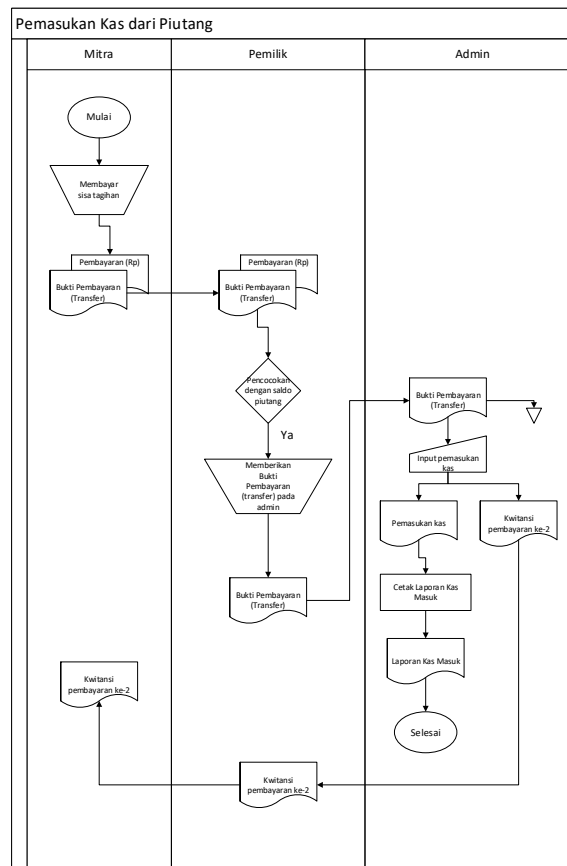 Pemasukan Kas dari Piutang
Mitra
Pemilik
Admin
Mulai
Membayar
sisa tagihan
Pembayaran (Rp)
Bukti Pembayaran
(Transfer)
Pembayaran (Rp)
Bukti Pembayaran
(Transfer)
Pencocokan
dengan saldo
piutang
Ya
Memberikan
Bukti
Pembayaran
(transfer) pada
admin
Bukti Pembayaran
(Transfer)
Bukti Pembayaran
(Transfer)
Input pemasukan
kas
Pemasukan kas
Kwitansi
pembayaran ke-2
Cetak Laporan Kas
Masuk
Laporan Kas Masuk
Selesai
Kwitansi
pembayaran ke-2
Kwitansi
pembayaran ke-2